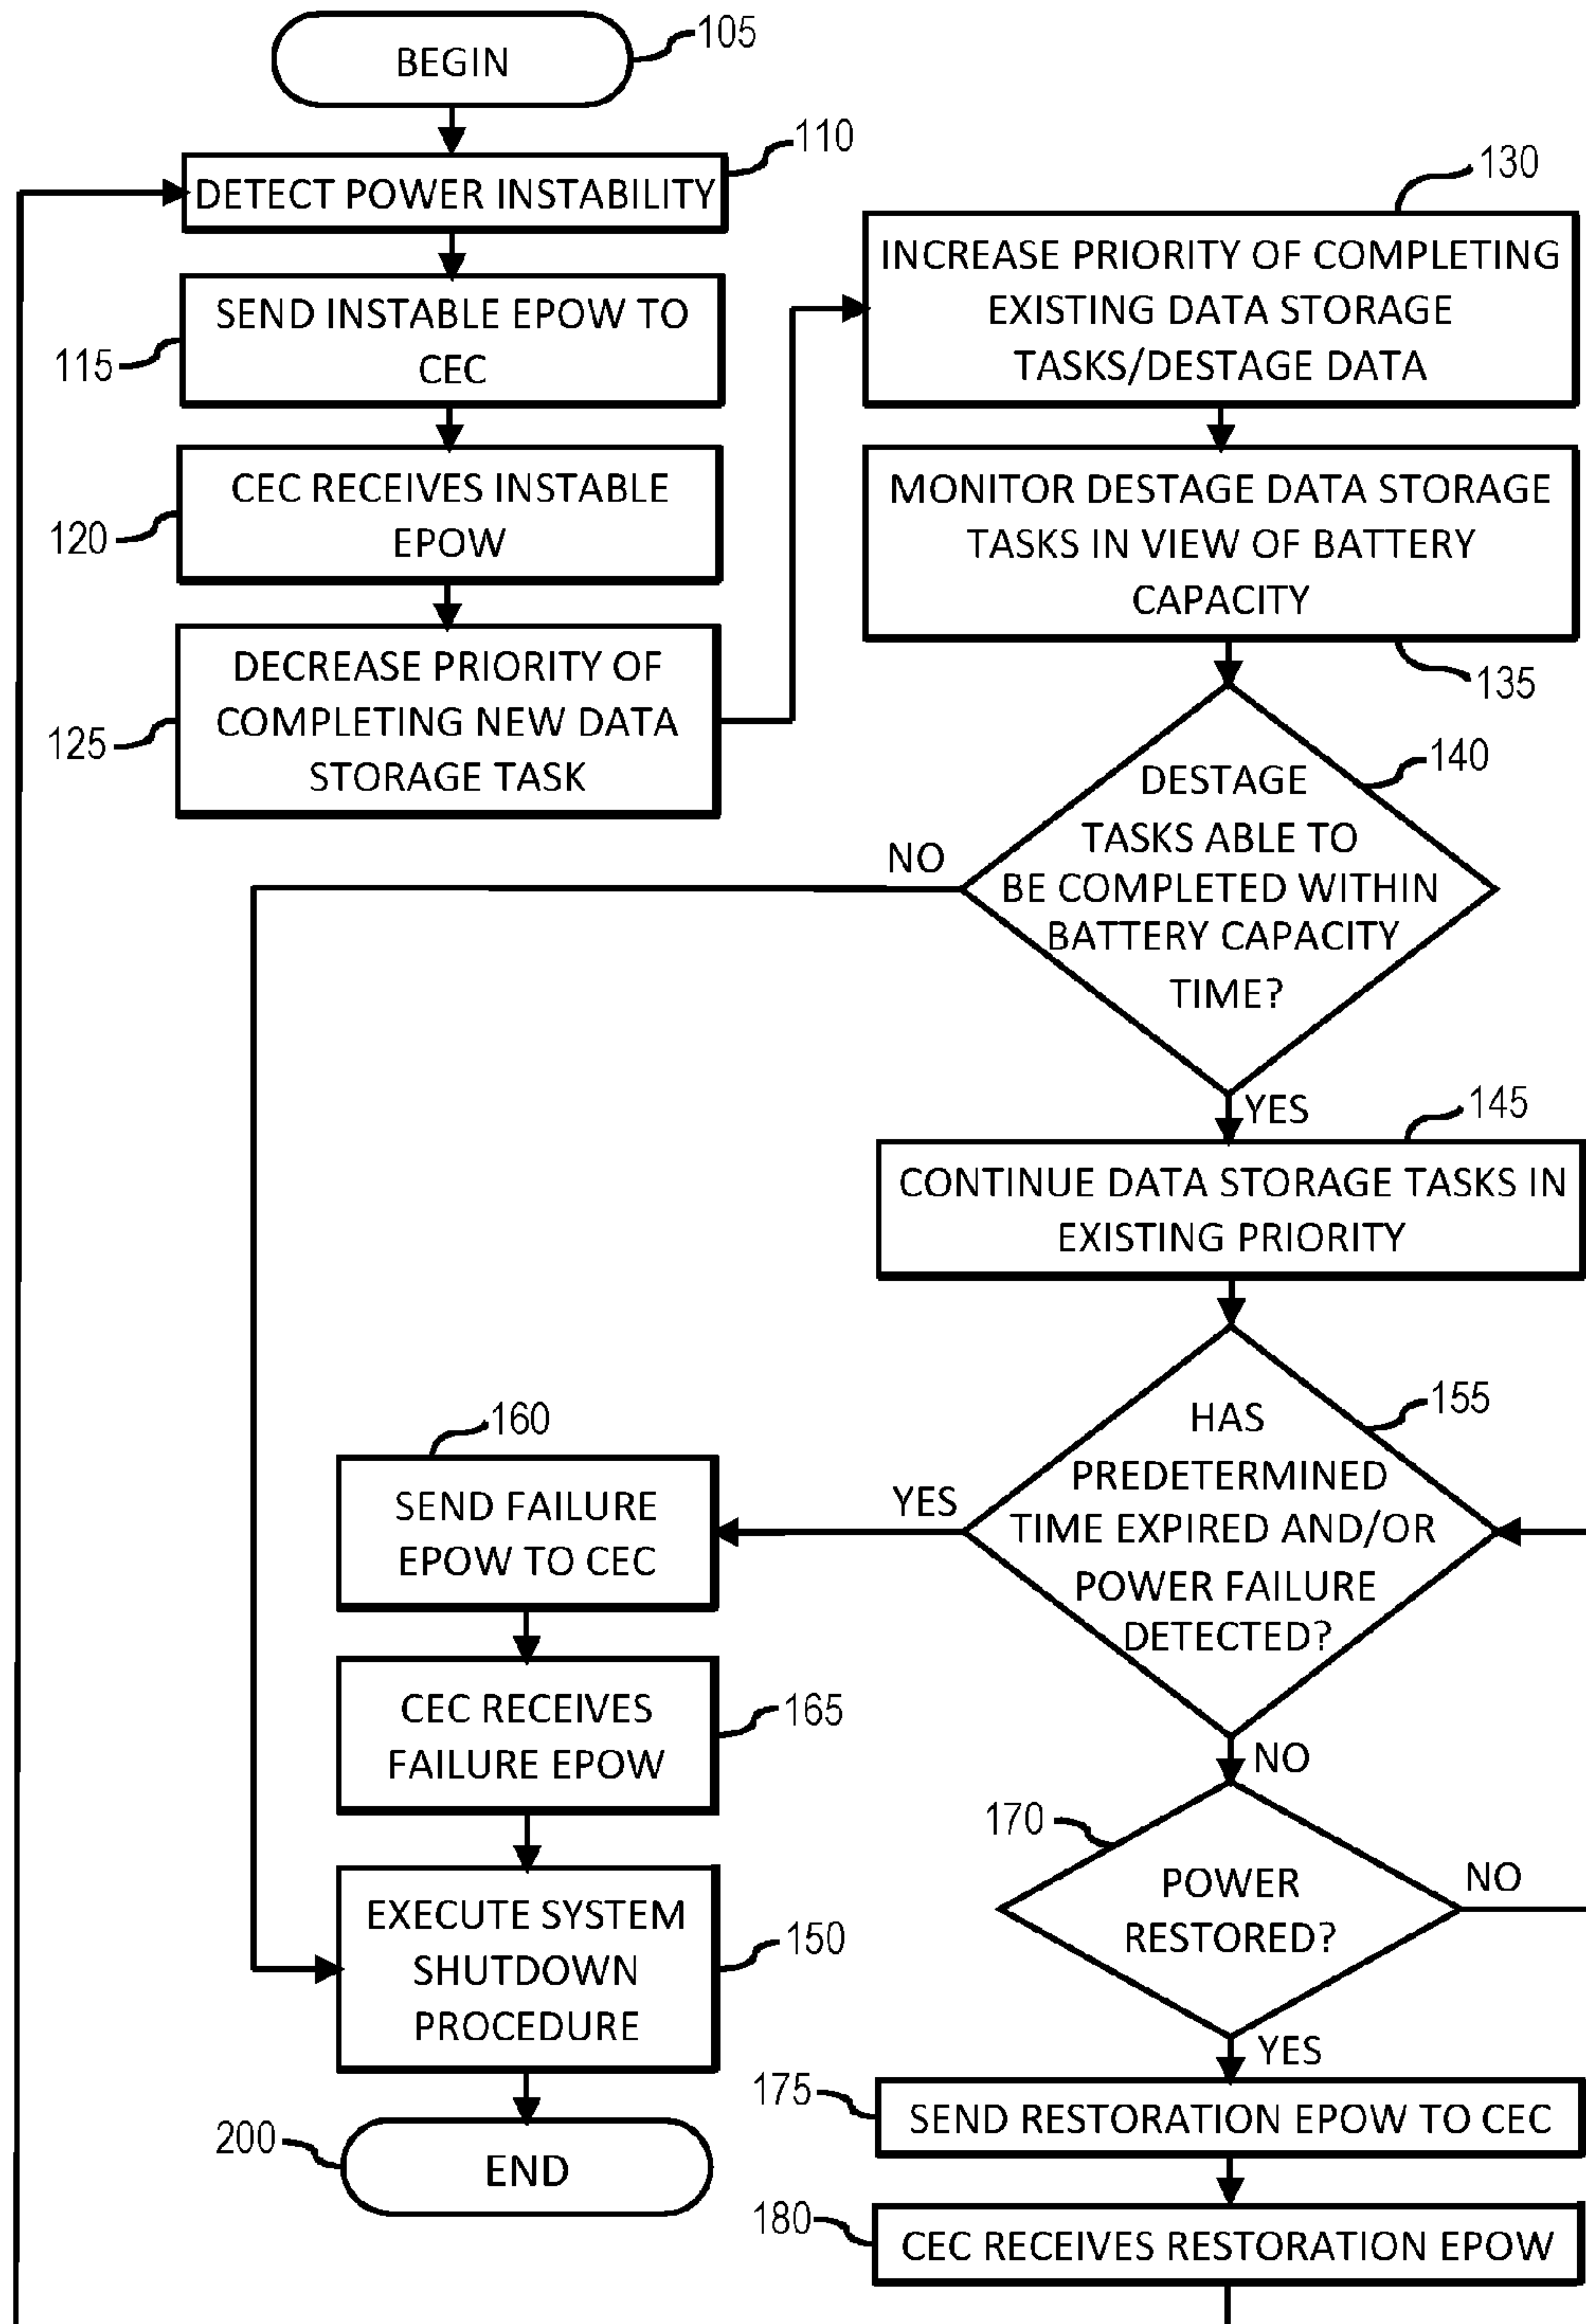 BEGIN
105
DETECT POWER INSTABILITY
110
SEND INSTABLE EPOW TO
CEC
115
CEC RECEIVES INSTABLE
EPOW
120
DECREASE PRIORITY OF
COMPLETING NEW DATA
STORAGE TASK
125
130
INCREASE PRIORITY OF COMPLETING
EXISTING DATA STORAGE
TASKS/DESTAGE DATA
MONITOR DESTAGE DATA STORAGE
TASKS IN VIEW OF BATTERY
CAPACITY
135
140
DESTAGE
TASKS ABLE TO
BE COMPLETED WITHIN
BATTERY CAPACITY
TIME?
NO
YES
145
CONTINUE DATA STORAGE TASKS IN
EXISTING PRIORITY
155
HAS
PREDETERMINED
TIME EXPIRED AND/OR
POWER FAILURE
DETECTED?
YES
NO
160
SEND FAILURE
EPOW TO CEC
CEC RECEIVES
FAILURE EPOW
165
EXECUTE SYSTEM
SHUTDOWN
PROCEDURE
150
200
END
170
POWER
RESTORED?
NO
YES
175
SEND RESTORATION EPOW TO CEC
180
CEC RECEIVES RESTORATION EPOW